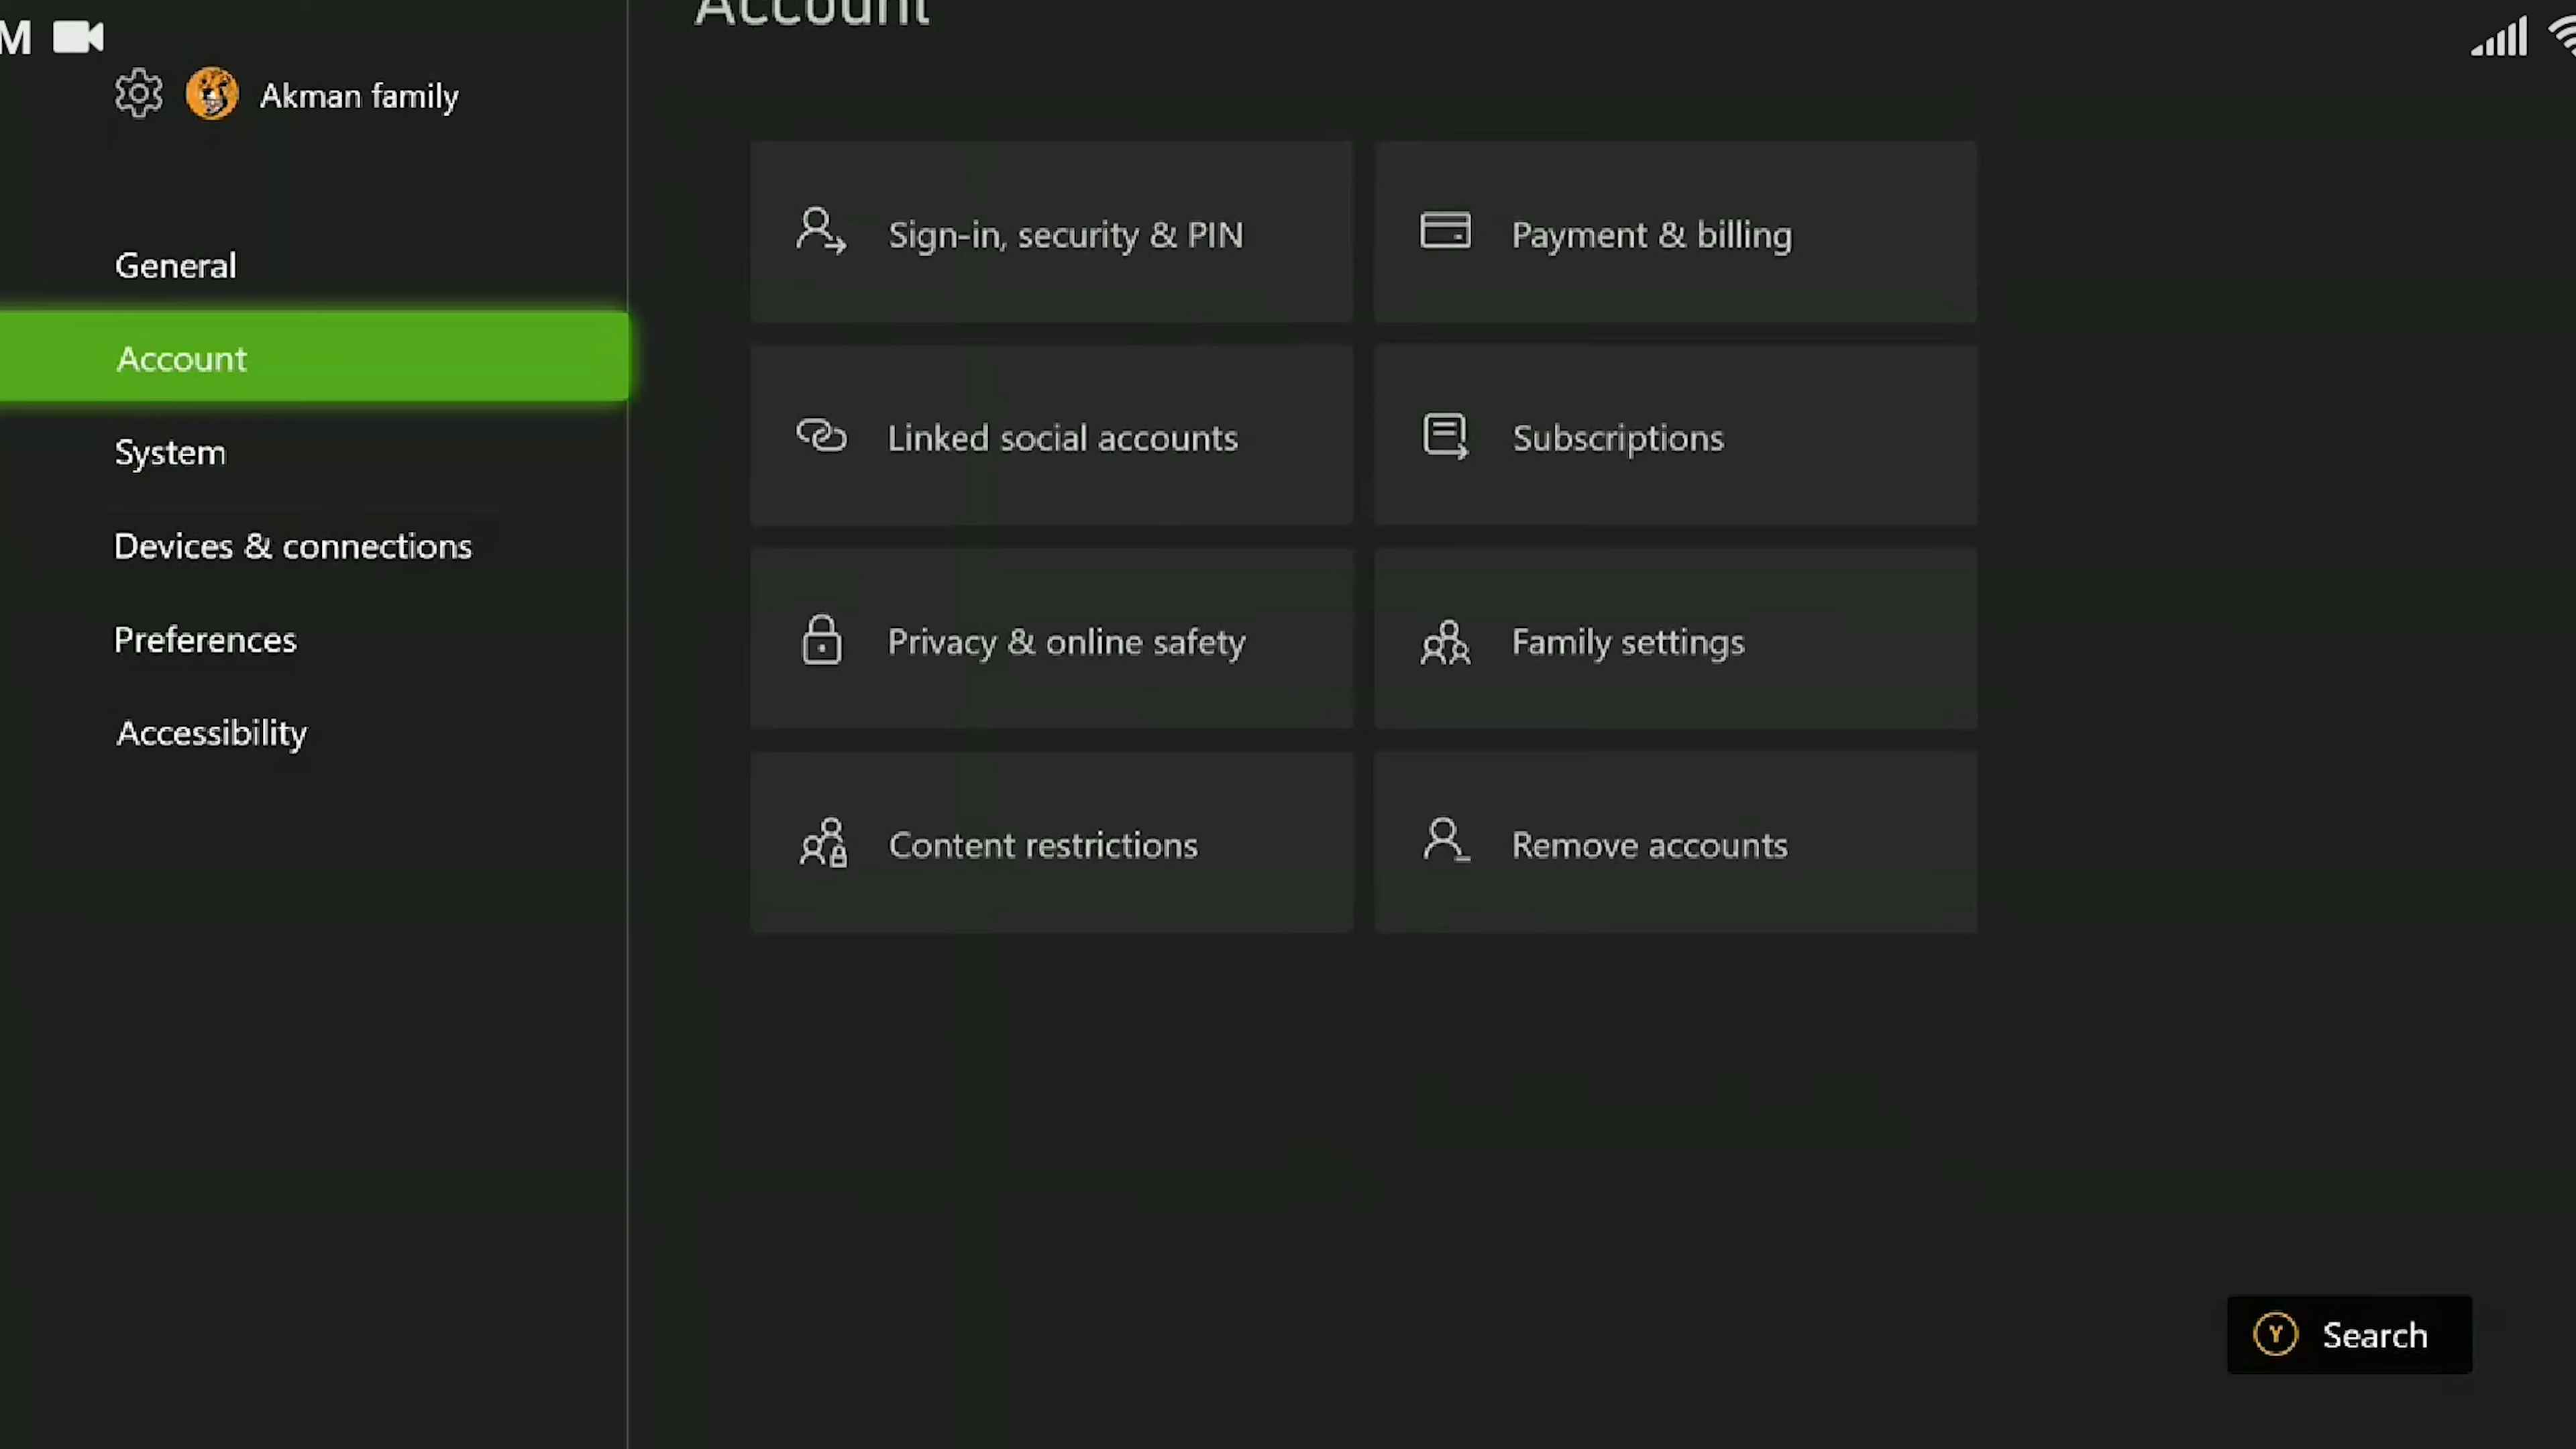 M
Akman family
General
Account
System
Devices & connections
Preferences
Accessibility
Account
Sign-in, security & PIN
Payment & billing
Linked social accounts
Subscriptions
Privacy & online safety
Family settings
Content restrictions
Remove accounts
Y Search